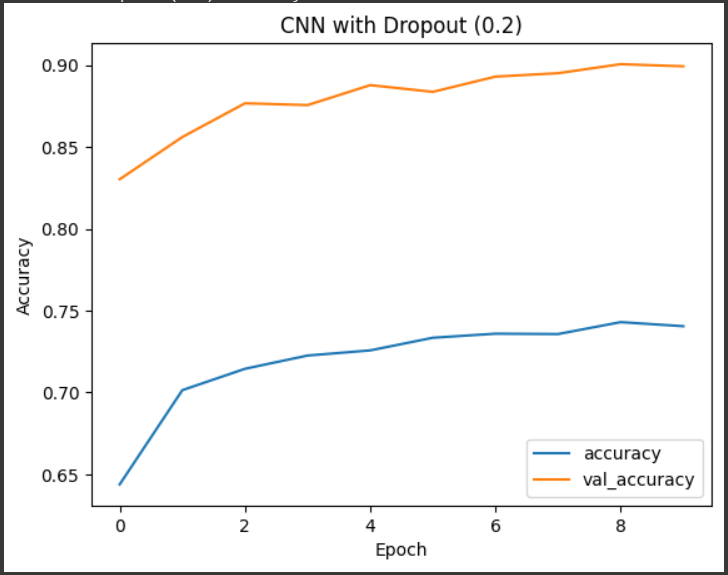 CNN with Dropout (0.2)
0.90
0.85
0.80
0.75
0.70
0.65
Accuracy
0 2 4 6 8
Epoch
accuracy
val_accuracy